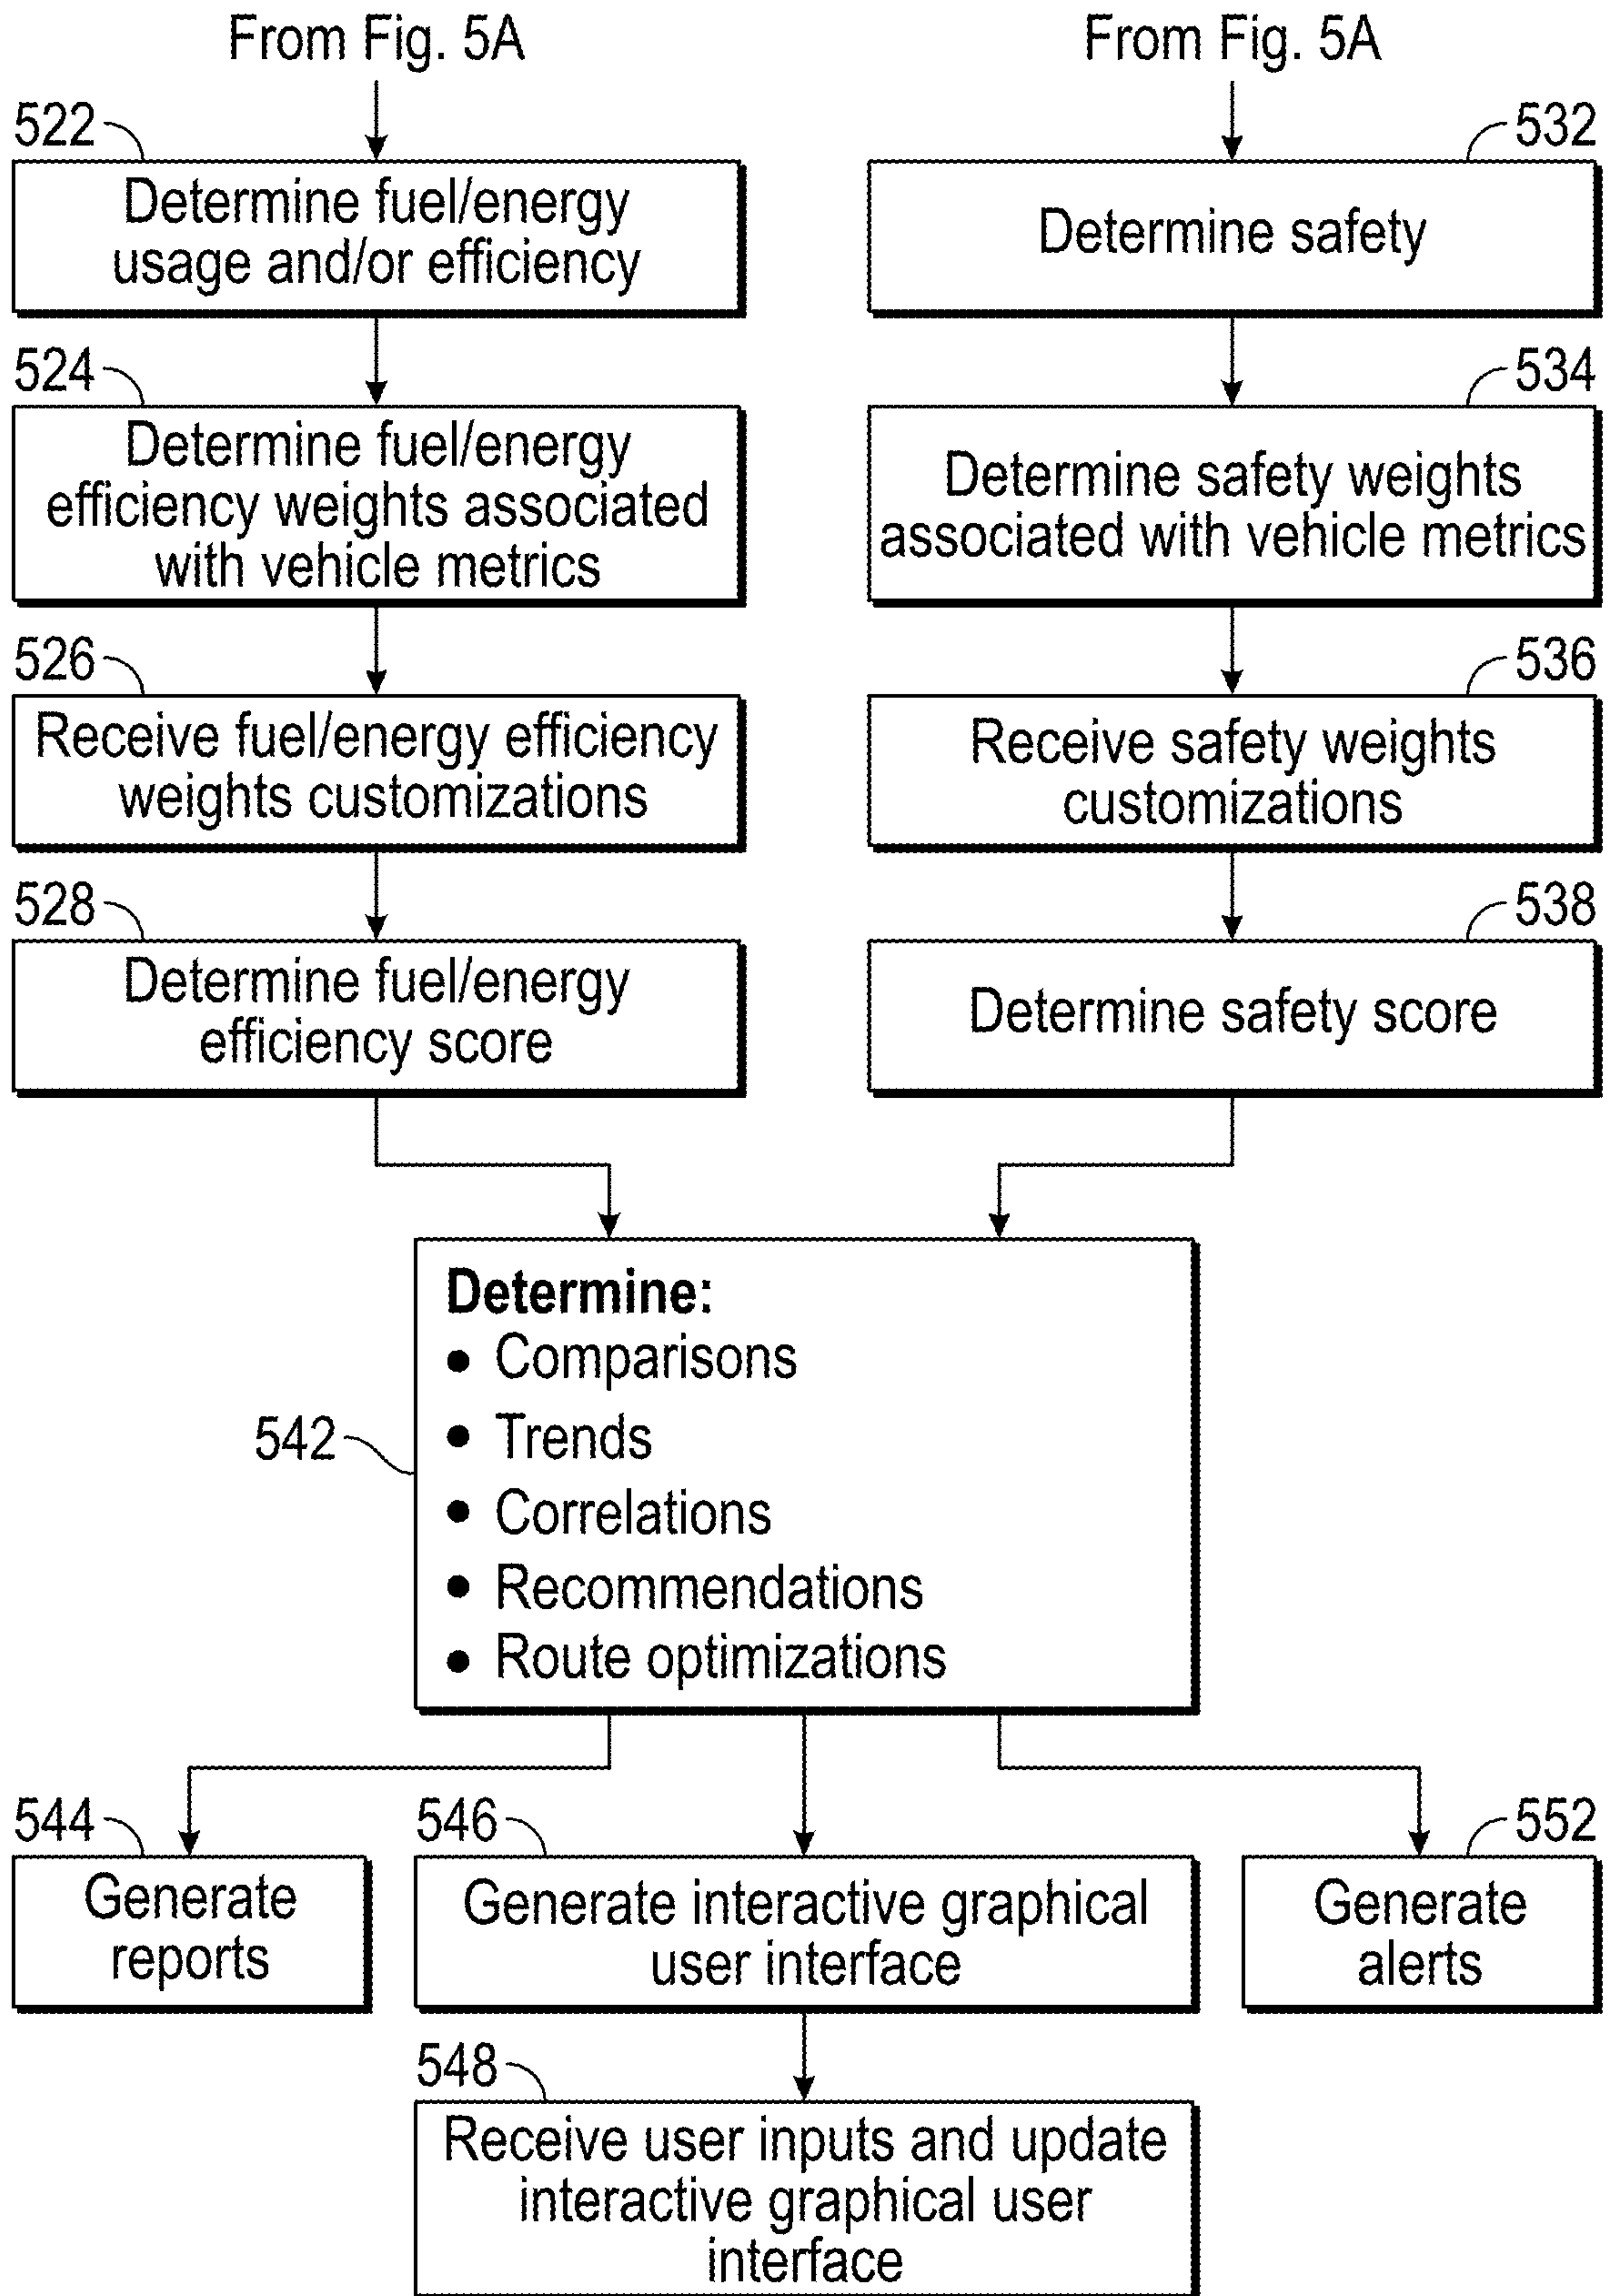 From Fig. 5A
522
Determine fuel/energy
usage and/or efficiency
524
Determine fuel/energy
efficiency weights associated
with vehicle metrics
526
Receive fuel/energy efficiency
weights customizations
528
Determine fuel/energy
efficiency score
From Fig. 5A
532
Determine safety
534
Determine safety weights
associated with vehicle metrics
536
Receive safety weights
customizations
538
Determine safety score
542
Determine:
• Comparisons
• Trends
• Correlations
• Recommendations
• Route optimizations
544
Generate
reports
546
Generate interactive graphical
user interface
552
Generate
alerts
548
Receive user inputs and update
interactive graphical user
interface